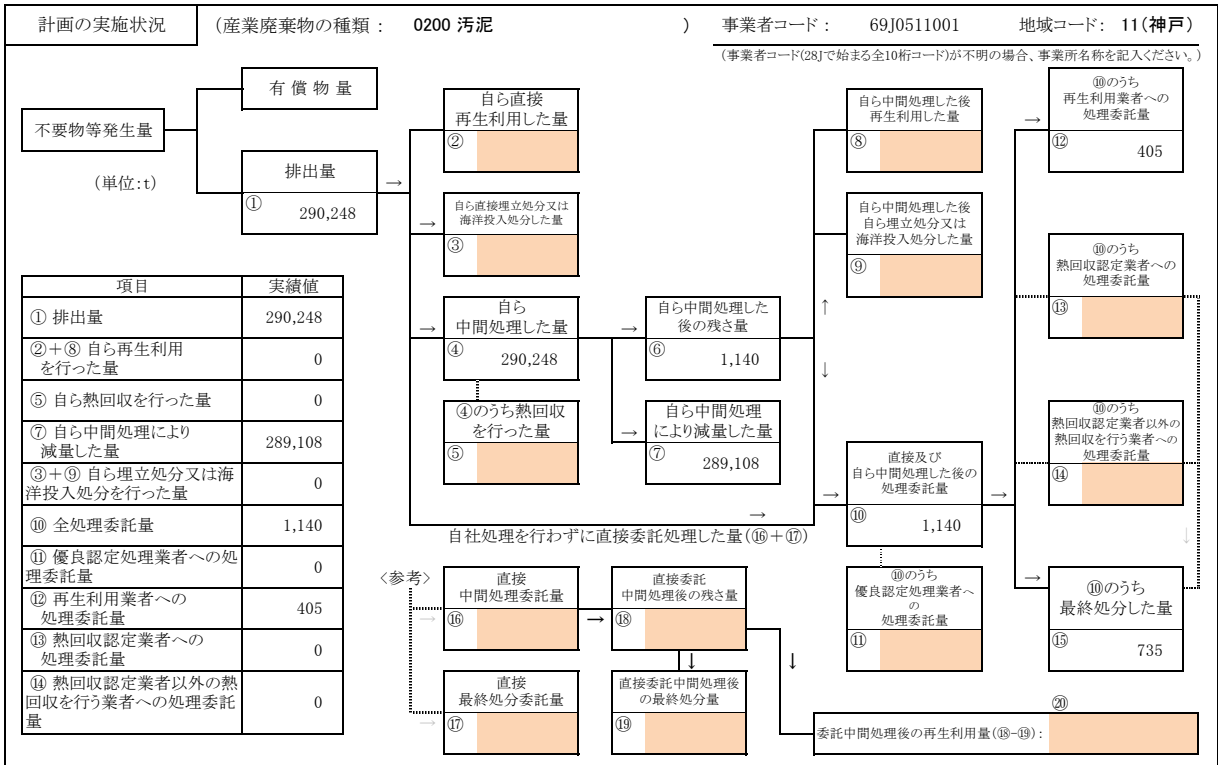 計画の実施状況 (産業廃棄物の種類： 0200 汚泥 ) 事業者コード： 69J0511001 地域コード： 11(神戸)
(事業者コード(28Jで始まる全10桁コード)が不明の場合、事業所名称を記入ください。)
不要物等発生量
(単位:t)
有償物量
排出量
①
290,248
→
自ら直接
再生利用した量
②
→
自ら直接埋立処分又は
海洋投入処分した量
③
→
自ら
中間処理した量
④
290,248
④のうち熱回収
を行った量
⑤
→
自ら中間処理した
後の残さ量
⑥
1,140
→
自ら中間処理
により減量した量
⑦
289,108
自ら中間処理した後
再生利用した量
⑧
自ら中間処理した後
自ら埋立処分又は
海洋投入処分した量
⑨
↑
↓
→
自社処理を行わずに直接委託処理した量(⑯＋⑰)
→
直接及び
自ら中間処理した後の
処理委託量
⑩
1,140
→
⑩のうち
優良認定処理業者へ
の
処理委託量
⑪
→
⑩のうち
再生利用業者への
処理委託量
⑫
405
⑩のうち
熱回収認定業者への
処理委託量
⑬
⑩のうち
熱回収認定業者以外の
熱回収を行う業者への
処理委託量
⑭
↓
→
⑩のうち
最終処分した量
⑮
735
項目 実績値
① 排出量 290,248
②＋⑧ 自ら再生利用
を行った量 0
⑤ 自ら熱回収を行った量 0
⑦ 自ら中間処理により
減量した量 289,108
③＋⑨ 自ら埋立処分又は海
洋投入処分を行った量 0
⑩ 全処理委託量 1,140
⑪ 優良認定処理業者への処
理委託量 0
⑫ 再生利用業者への
処理委託量 405
⑬ 熱回収認定業者への
処理委託量 0
⑭ 熱回収認定業者以外の熱
回収を行う業者への処理委託
量 0
〈参考〉
→
直接
中間処理委託量
⑯
→
直接委託
中間処理後の残さ量
⑱
↓
↓
→
直接
最終処分委託量
⑰
直接委託中間処理後
の最終処分量
⑲
⑳
委託中間処理後の再生利用量(⑱-⑲)：